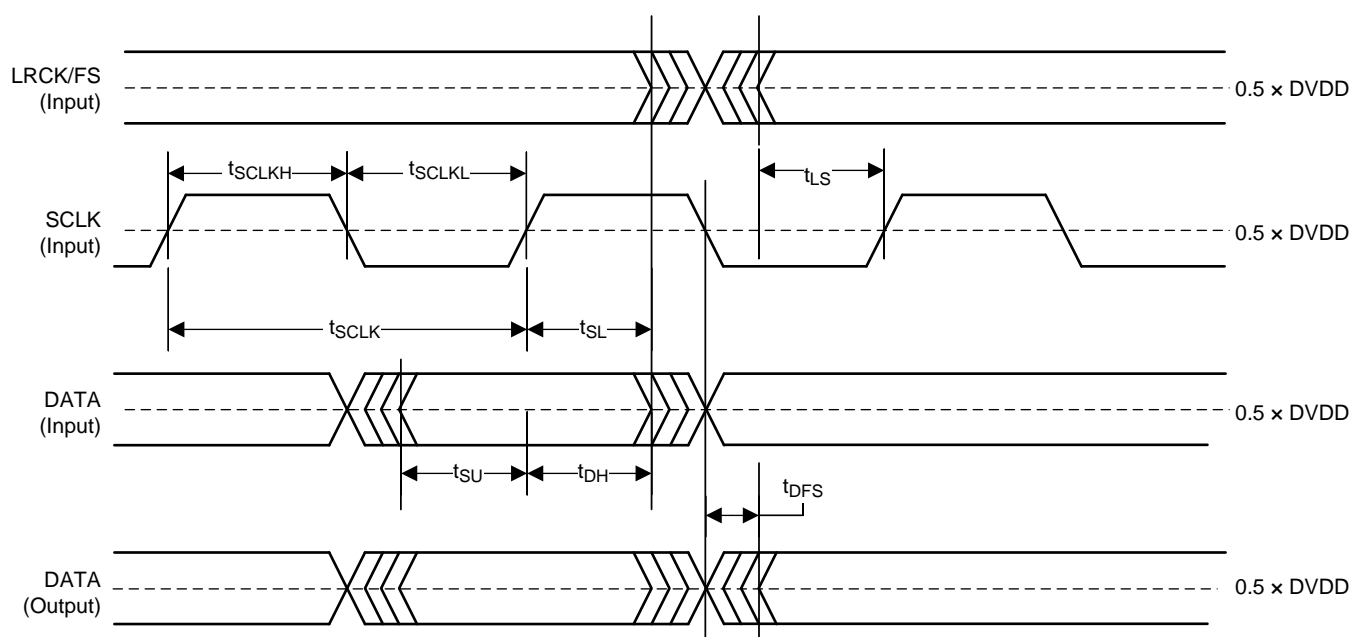 LRCK/FS
(Input)
0.5 × DVDD
tSCLKH
tSCLKL
tLS
SCLK
(Input)
0.5 × DVDD
tSCLK
tSL
DATA
(Input)
0.5 × DVDD
tSU
tDH
tDFS
DATA
(Output)
0.5 × DVDD